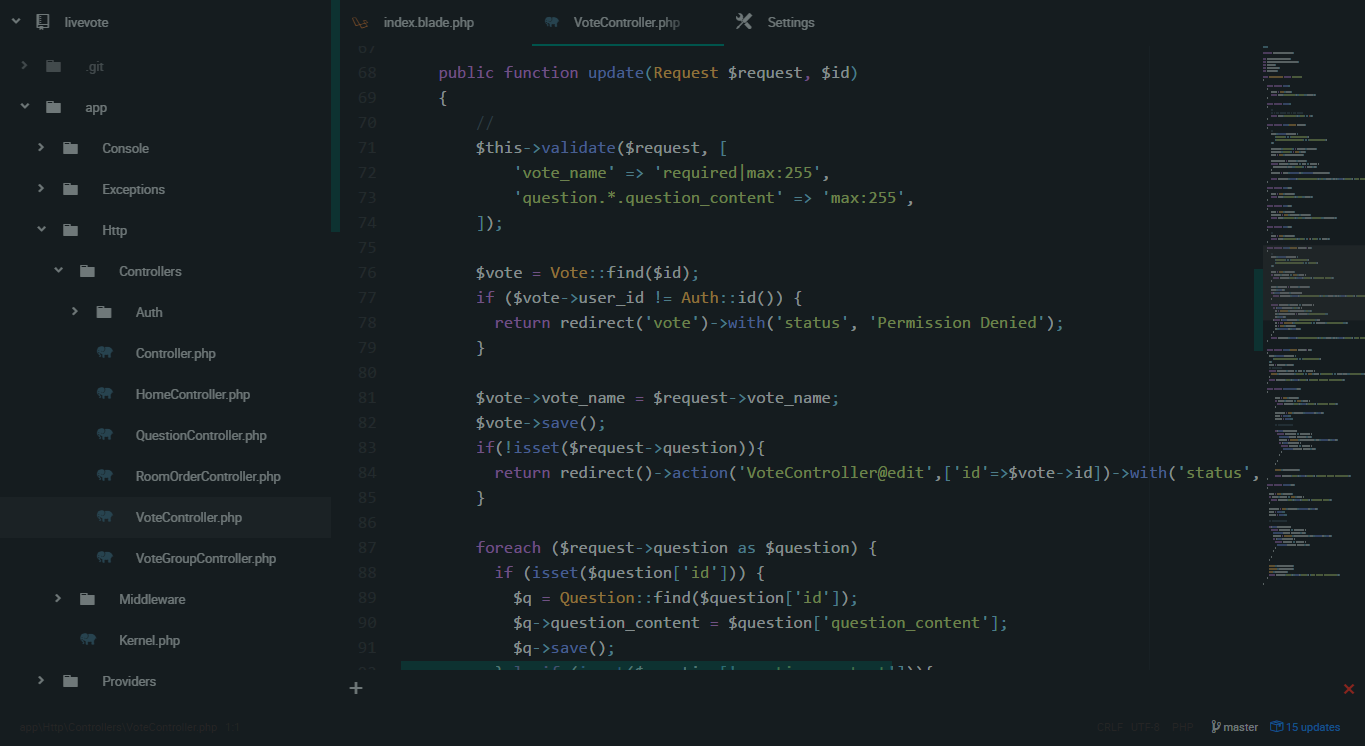 livevote
.git
app
Console
Exceptions
Http
Controllers
Auth
Controller.php
HomeController.php
QuestionController.php
RoomOrderController.php
VoteController.php
VoteGroupController.php
Middleware
Kernel.php
Providers
app\Http\Controllers\VoteController.php 1:1
index.blade.php VoteController.php Settings
67
68 public function update(Request $request, $id)
69 {
70 //
71 $this->validate($request, [
72 'vote_name' => 'required|max:255',
73 'question.*.question_content' => 'max:255',
74 ]);
75
76 $vote = Vote::find($id);
77 if ($vote->user_id != Auth::id()) {
78 return redirect('vote')->with('status', 'Permission Denied');
79 }
80
81 $vote->vote_name = $request->vote_name;
82 $vote->save();
83 if(!isset($request->question)){
84 return redirect()->action('VoteController@edit',['id'=>$vote->id])->with('status',
85 }
86
87 foreach ($request->question as $question) {
88 if (isset($question['id'])) {
89 $q = Question::find($question['id']);
90 $q->question_content = $question['question_content'];
91 $q->save();
CRLF UTF-8 PHP master 15 updates